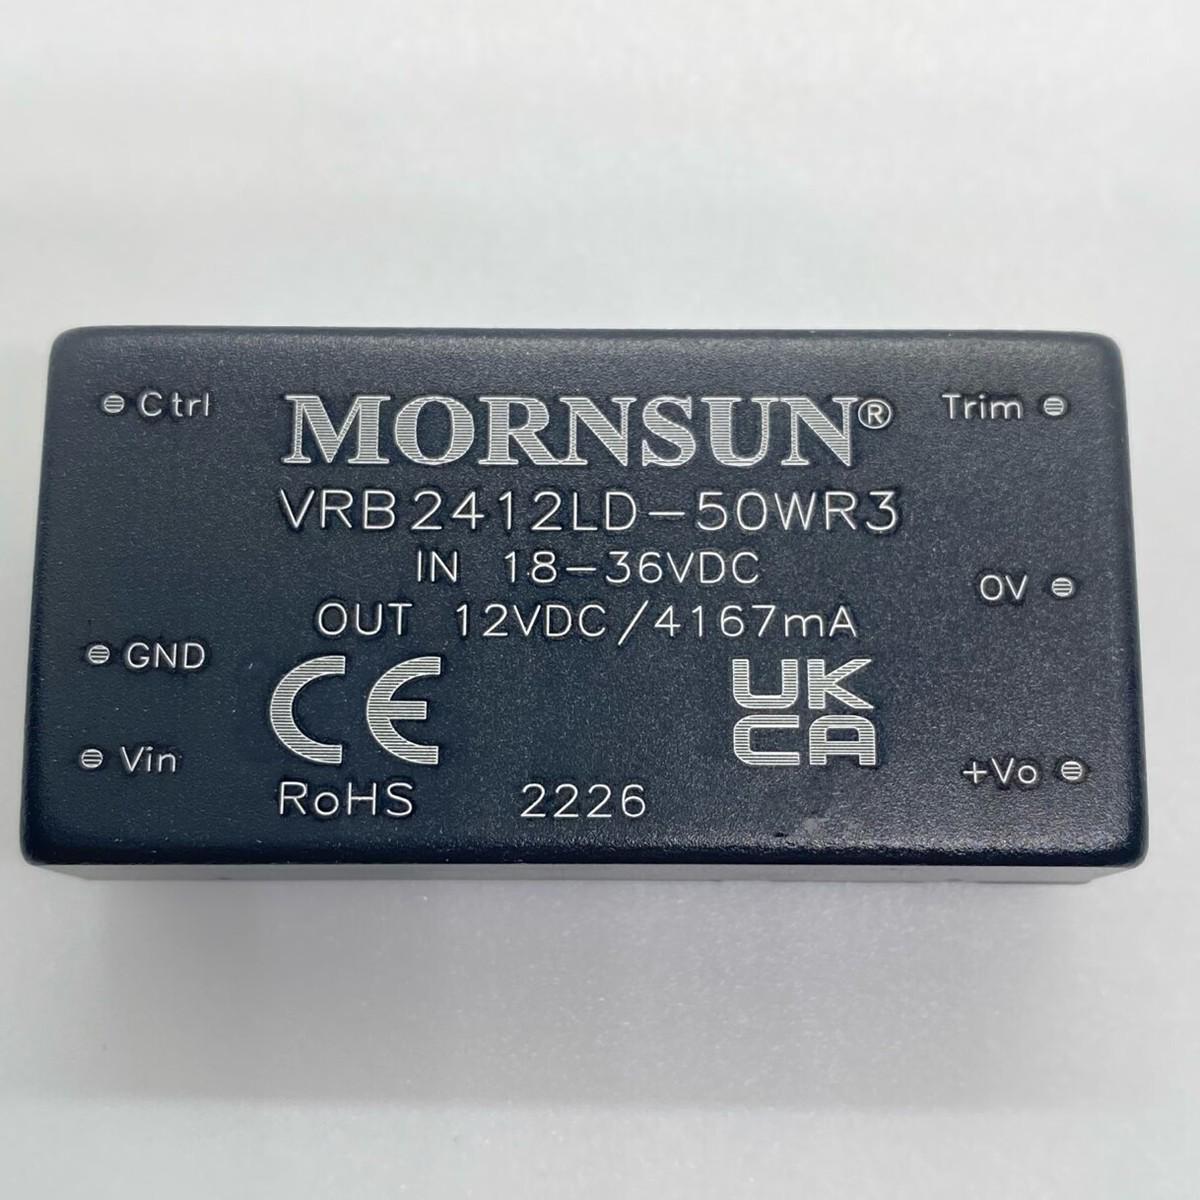 Ctrl
MORNSUN®
Trim
VRB2412LD-50WR3
IN 18-36VDC
0V
OUT 12VDC/4167mA
GND
CE
UK
CA
Vin
+Vo
RoHS 2226